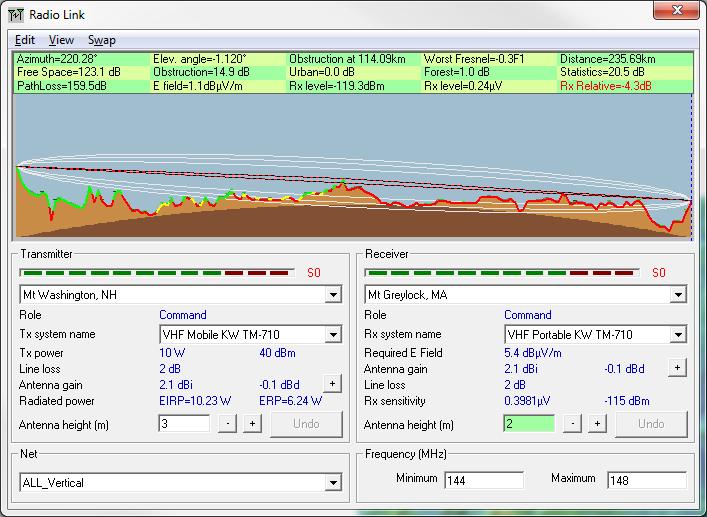 Radio Link
Edit View Swap
Azimuth=220.28° Elev. angle=-1.120° Obstruction at 114.09km Worst Fresnel=-0.3F1 Distance=235.69km
Free Space=123.1 dB Obstruction=14.9 dB Urban=0.0 dB Forest=1.0 dB Statistics=20.5 dB
PathLoss=159.5dB E field=1.1dBµV/m Rx level=-119.3dBm Rx level=0.24µV Rx Relative=-4.3dB
Transmitter
S0
Mt Washington, NH
Role Command
Tx system name VHF Mobile KW TM-710
Tx power 10 W 40 dBm
Line loss 2 dB
Antenna gain 2.1 dBi -0.1 dBd +
Radiated power EIRP=10.23 W ERP=6.24 W
Antenna height (m) 3 - + Undo
Net
ALL_Vertical
Receiver
S0
Mt Greylock, MA
Role Command
Rx system name VHF Portable KW TM-710
Required E Field 5.4 dBµV/m
Antenna gain 2.1 dBi -0.1 dBd +
Line loss 2 dB
Rx sensitivity 0.3981µV -115 dBm
Antenna height (m) 2 - + Undo
Frequency (MHz)
Minimum 144 Maximum 148